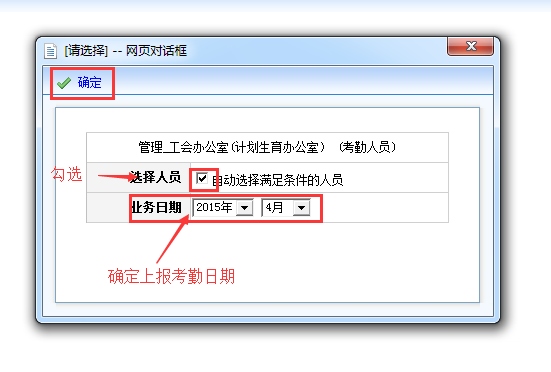 [请选择] -- 网页对话框
确定
管理_工会办公室(计划生育办公室） (考勤人员)
勾选
选择人员 自动选择满足条件的人员
业务日期 2015年 4月
确定上报考勤日期